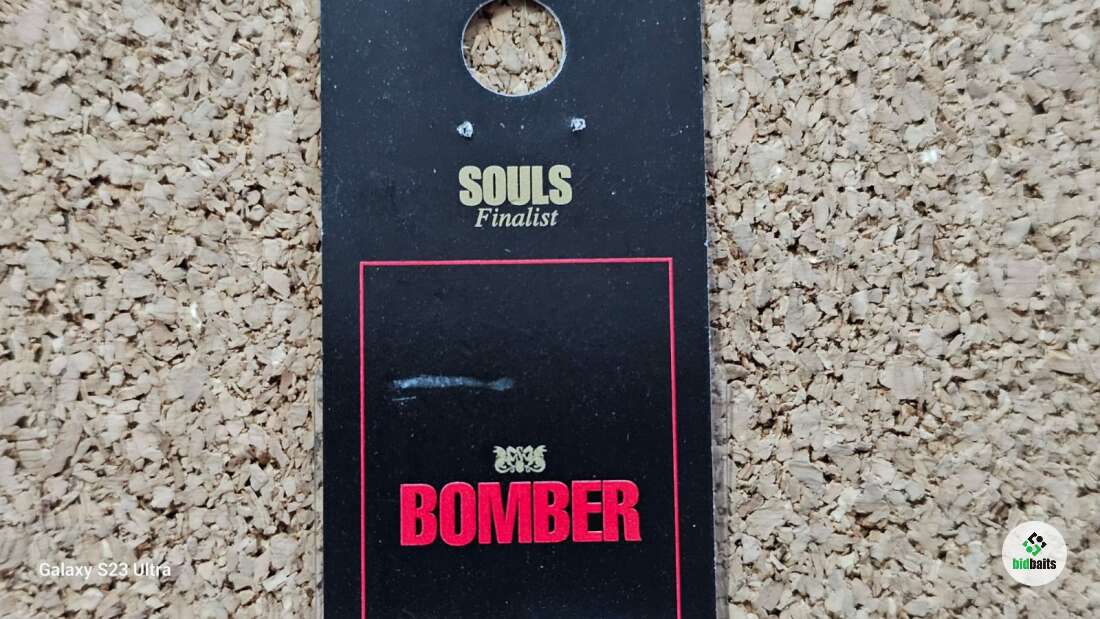 SOULS
Finalist
BOMBER
Galaxy S23 Ultra
bidbaits